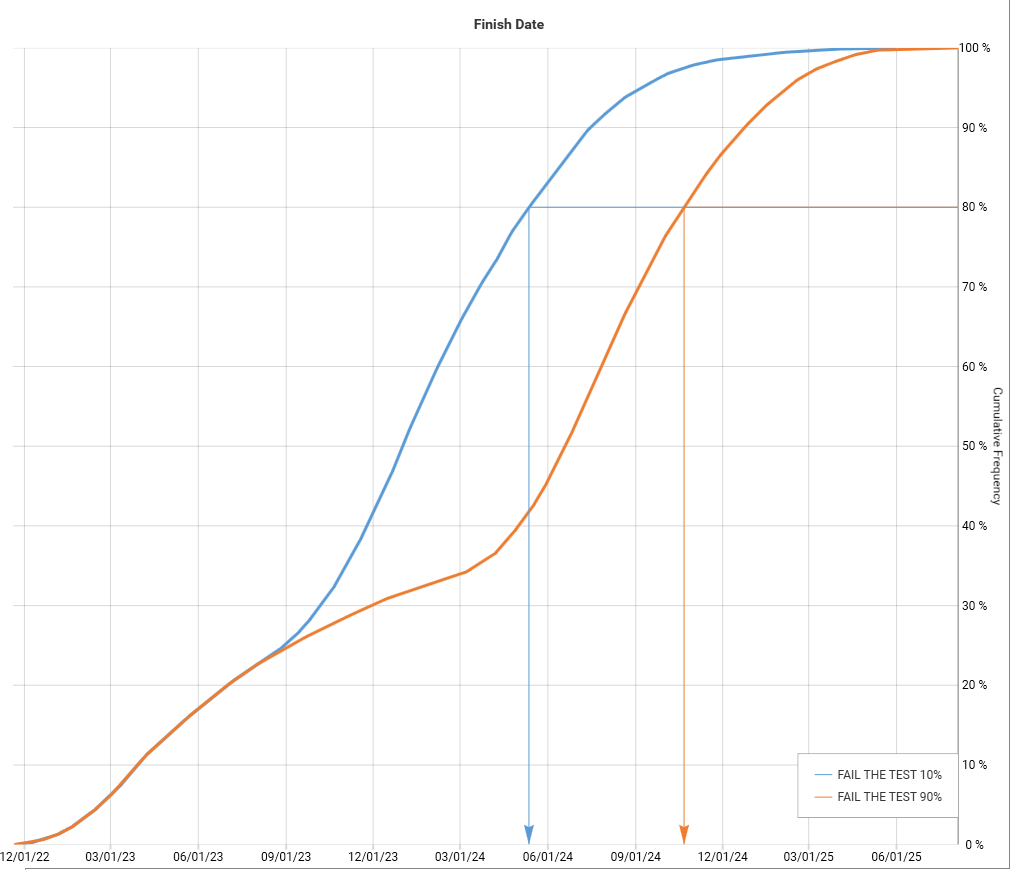 Finish Date
100 %
90 %
80 %
70 %
60 %
50 %
40 %
30 %
20 %
10 %
0 %
Cumulative Frequency
FAIL THE TEST 10%
FAIL THE TEST 90%
12/01/22 03/01/23 06/01/23 09/01/23 12/01/23 03/01/24 06/01/24 09/01/24 12/01/24 03/01/25 06/01/25